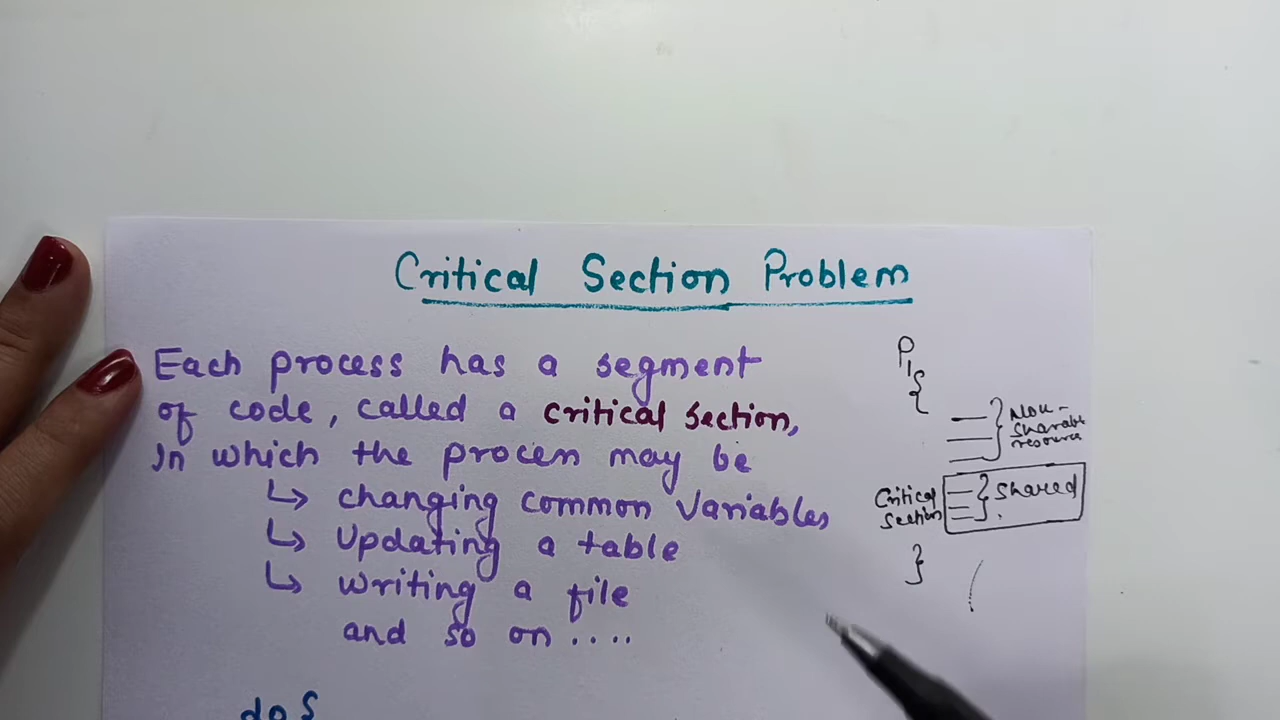 Critical Section Problem
Each process has a segment
of code, called a critical section,
In which the process may be
↳ changing common variables
↳ Updating a table
↳ writing a file
and so on ....
do {
P1
{
Non-
Sharable
resource
Critical
Section
} shared
}